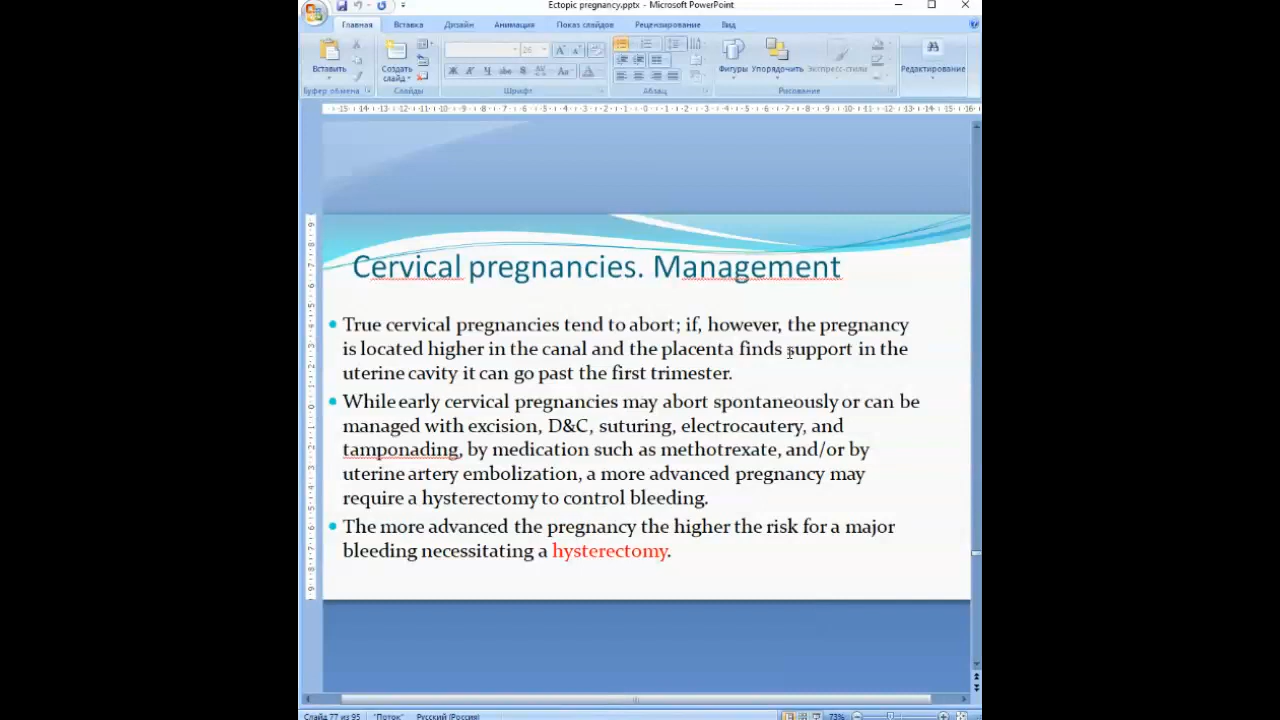 Ectopic pregnancy.pptx - Microsoft PowerPoint
Главная Вставка Дизайн Анимация Показ слайдов Рецензирование Вид
26
Вставить
Создать слайд
Фигуры Упорядочить Экспресс-стили
Редактирование
Буфер обмена Слайды Шрифт Абзац Рисование
Cervical pregnancies. Management
True cervical pregnancies tend to abort; if, however, the pregnancy
is located higher in the canal and the placenta finds support in the
uterine cavity it can go past the first trimester.
While early cervical pregnancies may abort spontaneously or can be
managed with excision, D&C, suturing, electrocautery, and
tamponading, by medication such as methotrexate, and/or by
uterine artery embolization, a more advanced pregnancy may
require a hysterectomy to control bleeding.
The more advanced the pregnancy the higher the risk for a major
bleeding necessitating a hysterectomy.
Слайд 77 из 95 "Поток" Русский (Россия) 73%